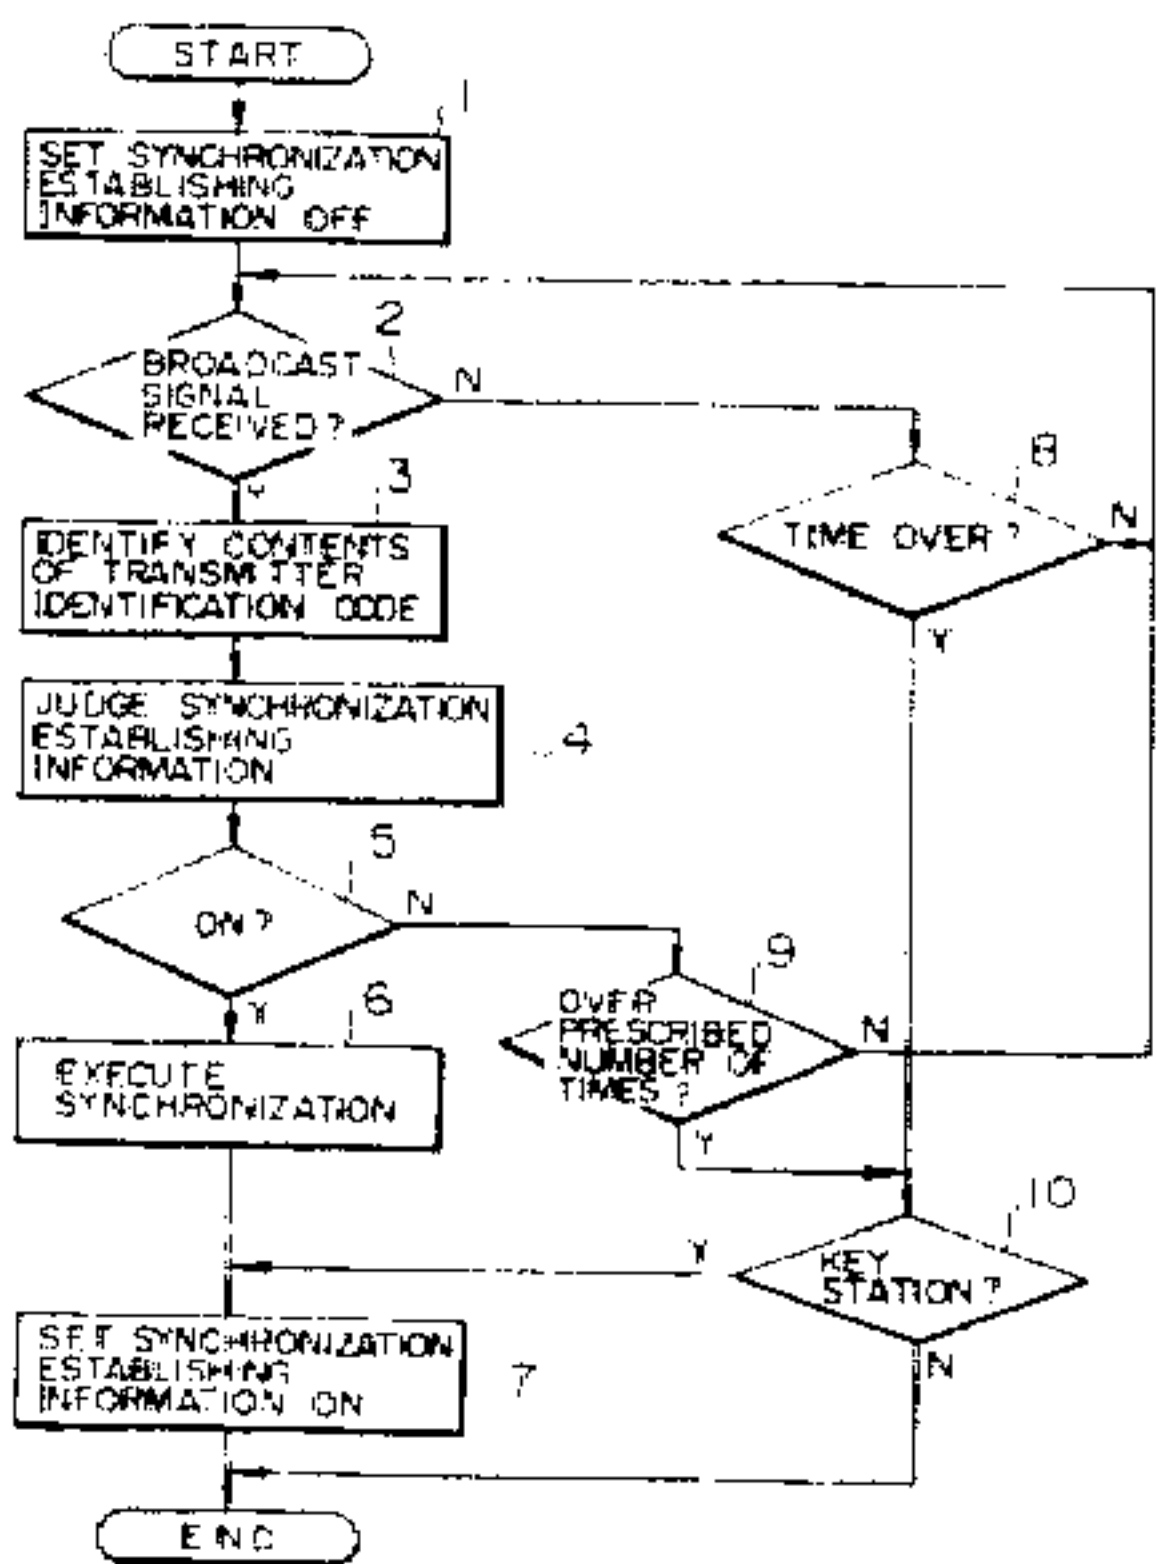 START
1
SET SYNCHRONIZATION
ESTABLISHING
INFORMATION OFF
2
BROADCAST
SIGNAL
RECEIVED?
N
Y
3
IDENTIFY CONTENTS
OF TRANSMITTER
IDENTIFICATION CODE
8
TIME OVER?
N
Y
JUDGE SYNCHRONIZATION
ESTABLISHING
INFORMATION
4
5
ON?
N
Y
9
OVER
PRESCRIBED
NUMBER OF
TIMES?
N
Y
6
EXECUTE
SYNCHRONIZATION
10
KEY
STATION?
Y
N
SET SYNCHRONIZATION
ESTABLISHING
INFORMATION ON
7
END